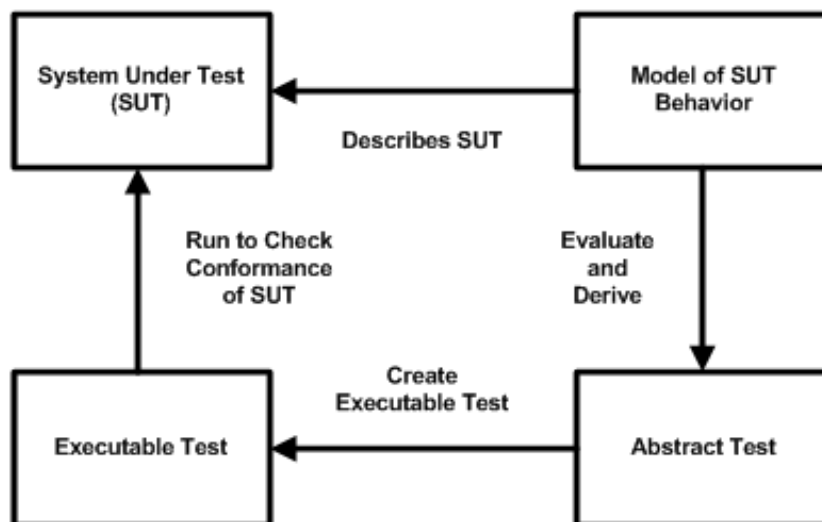 System Under Test
(SUT)
Model of SUT
Behavior
Describes SUT
Run to Check
Conformance
of SUT
Evaluate
and
Derive
Create
Executable Test
Executable Test
Abstract Test